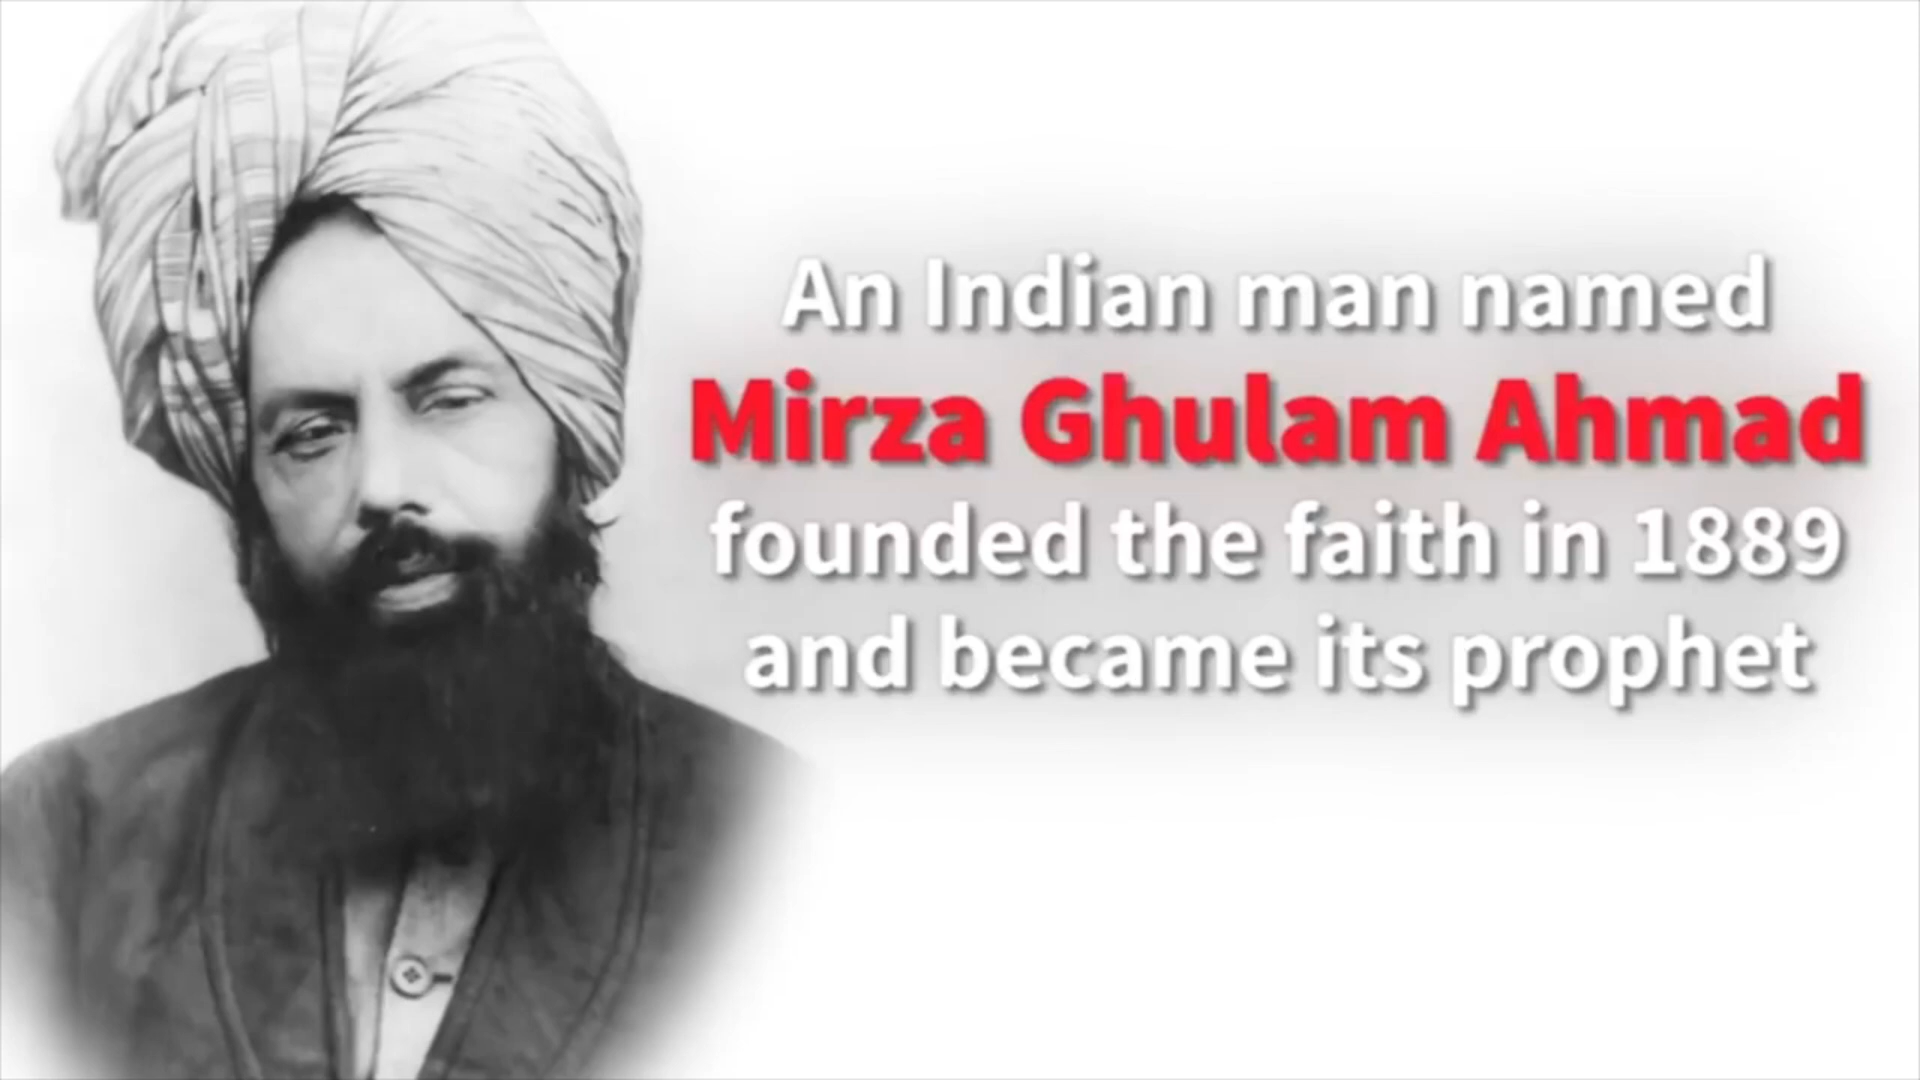 An Indian man named
Mirza Ghulam Ahmad
founded the faith in 1889
and became its prophet